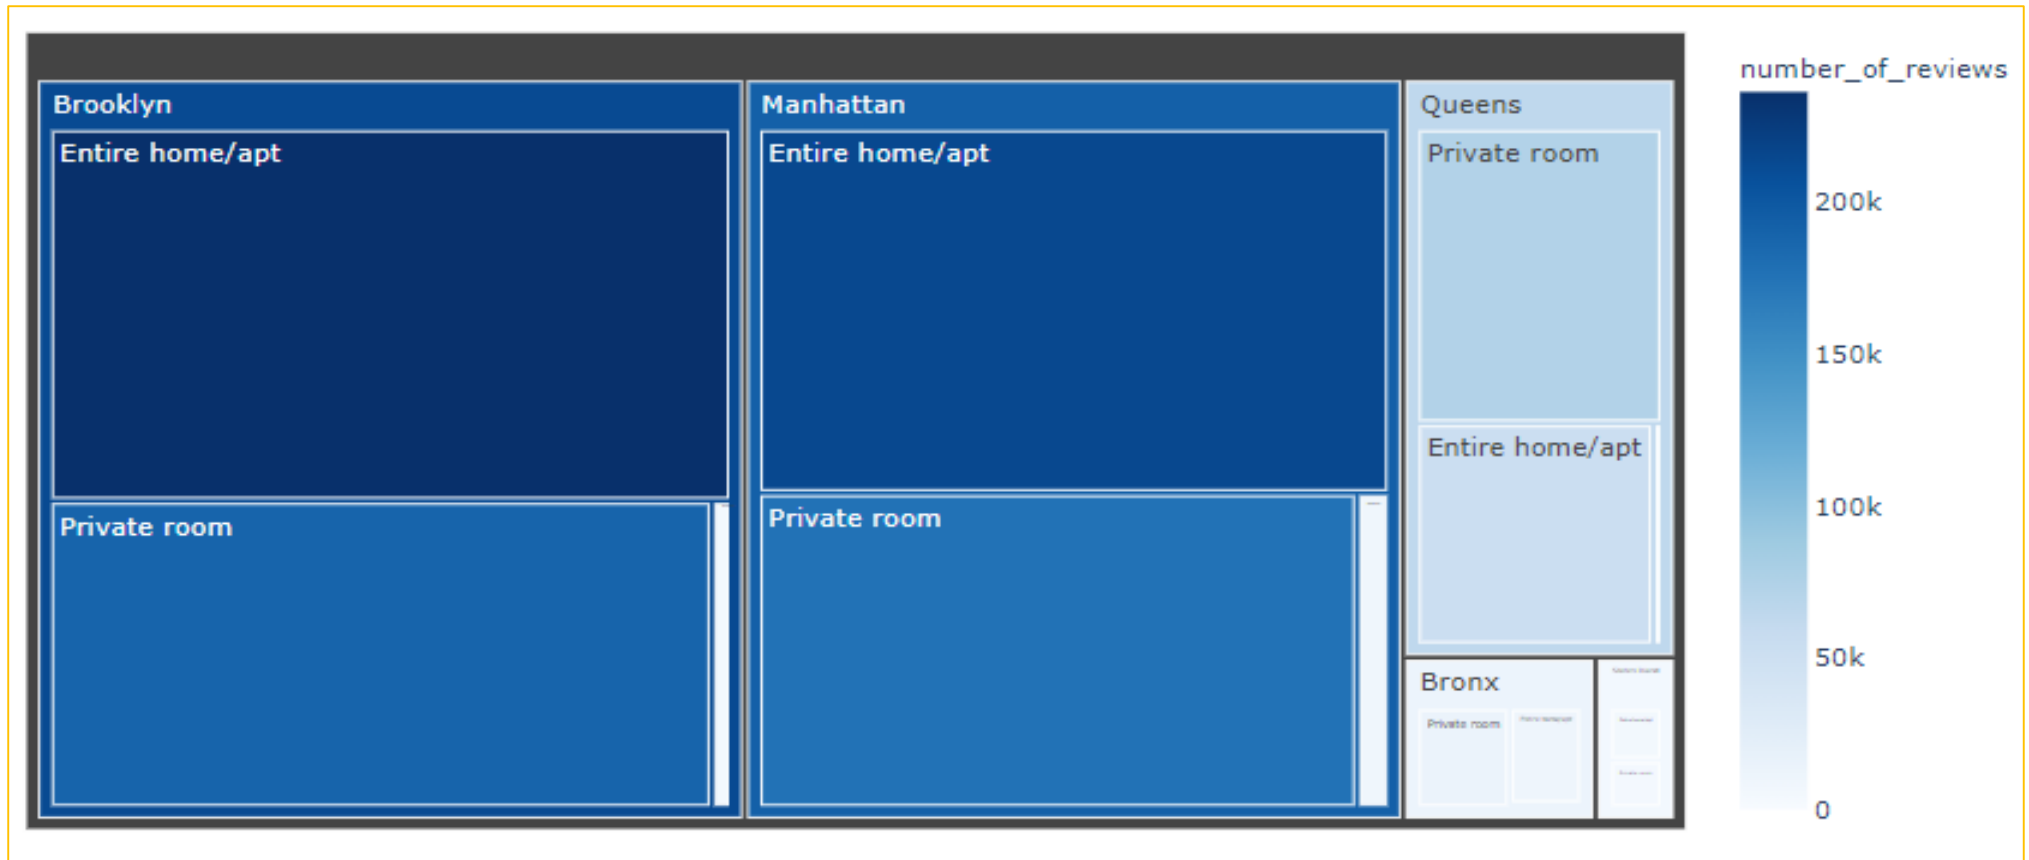 number_of_reviews
Brooklyn
Entire home/apt
Private room
Manhattan
Entire home/apt
Private room
Queens
Private room
Entire home/apt
Bronx
Private room
200k
150k
100k
50k
0